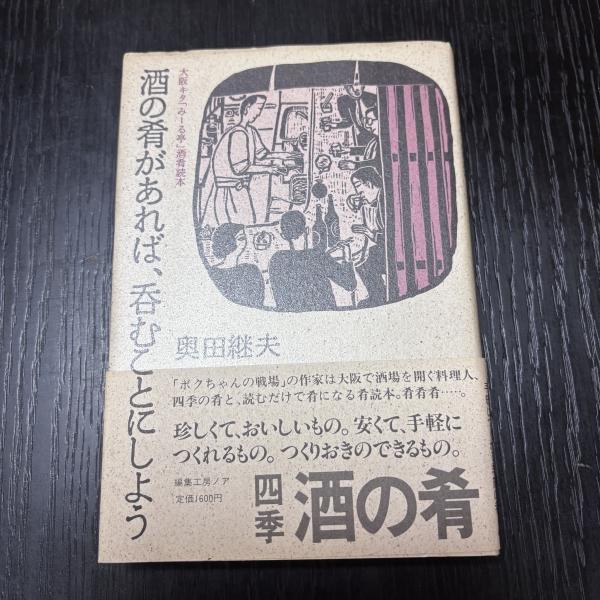 酒の肴があれば、呑むことにしよう
大阪キタ「みーる亭」酒肴読本
奥田継夫
「ボクちゃんの戦場」の作家は大阪で酒場を開く料理人、
四季の肴と、読むだけで肴になる肴読本。肴肴肴……。
珍しくて、おいしいもの。安くて、手軽に
つくれるもの。つくりおきのできるもの。
編集工房ノア
定価1600円
四季
酒の肴